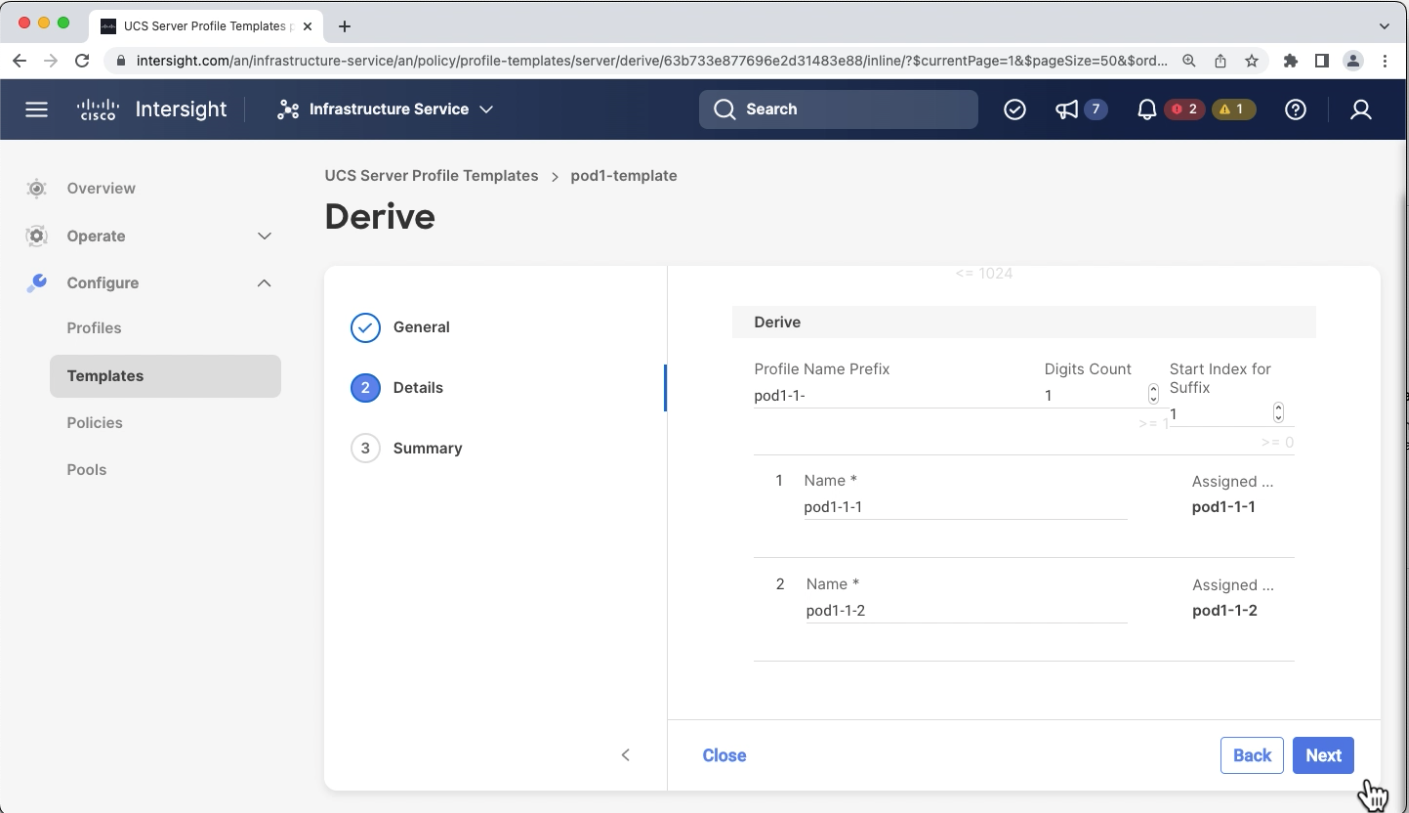 UCS Server Profile Templates p
intersight.com/an/infrastructure-service/an/policy/profile-templates/server/derive/63b733e877696e2d31483e88/inline/?$currentPage=1&$pageSize=50&$ord...
cisco Intersight Infrastructure Service Search 7 2 1
Overview
Operate
Configure
Profiles
Templates
Policies
Pools
UCS Server Profile Templates > pod1-template
Derive
General
2 Details
3 Summary
<= 1024
Derive
Profile Name Prefix Digits Count Start Index for
Suffix
pod1-1- 1 1
>= 1
>= 0
1 Name * Assigned ...
pod1-1-1 pod1-1-1
2 Name * Assigned ...
pod1-1-2 pod1-1-2
Close Back Next